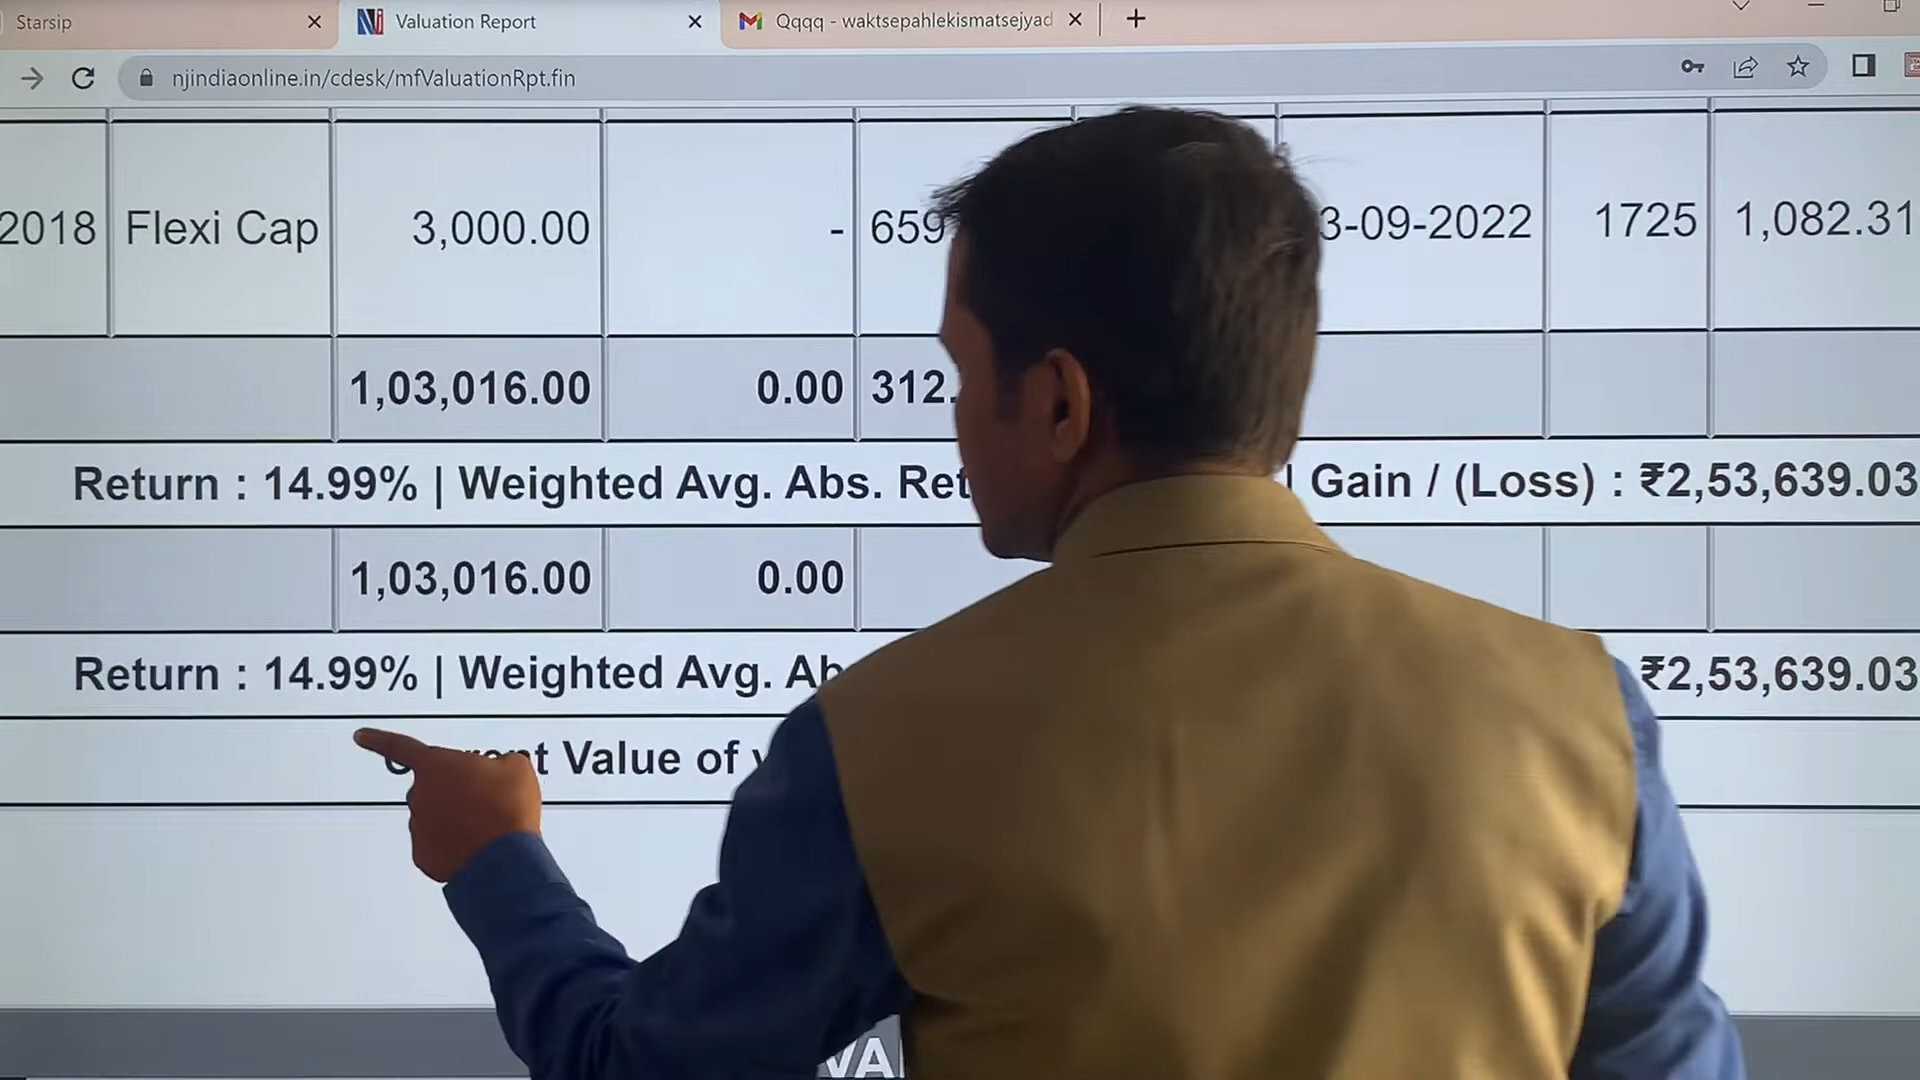 Starsip
Valuation Report
Qqqq - waktsepahlekismatsejyad
njindiaonline.in/cdesk/mfValuationRpt.fin
2018 Flexi Cap 3,000.00 - 659 3-09-2022 1725 1,082.31
1,03,016.00 0.00 312.
Return : 14.99% | Weighted Avg. Abs. Ret | Gain / (Loss) : ₹2,53,639.03
1,03,016.00 0.00
Return : 14.99% | Weighted Avg. Ab ₹2,53,639.03
Value of
VA